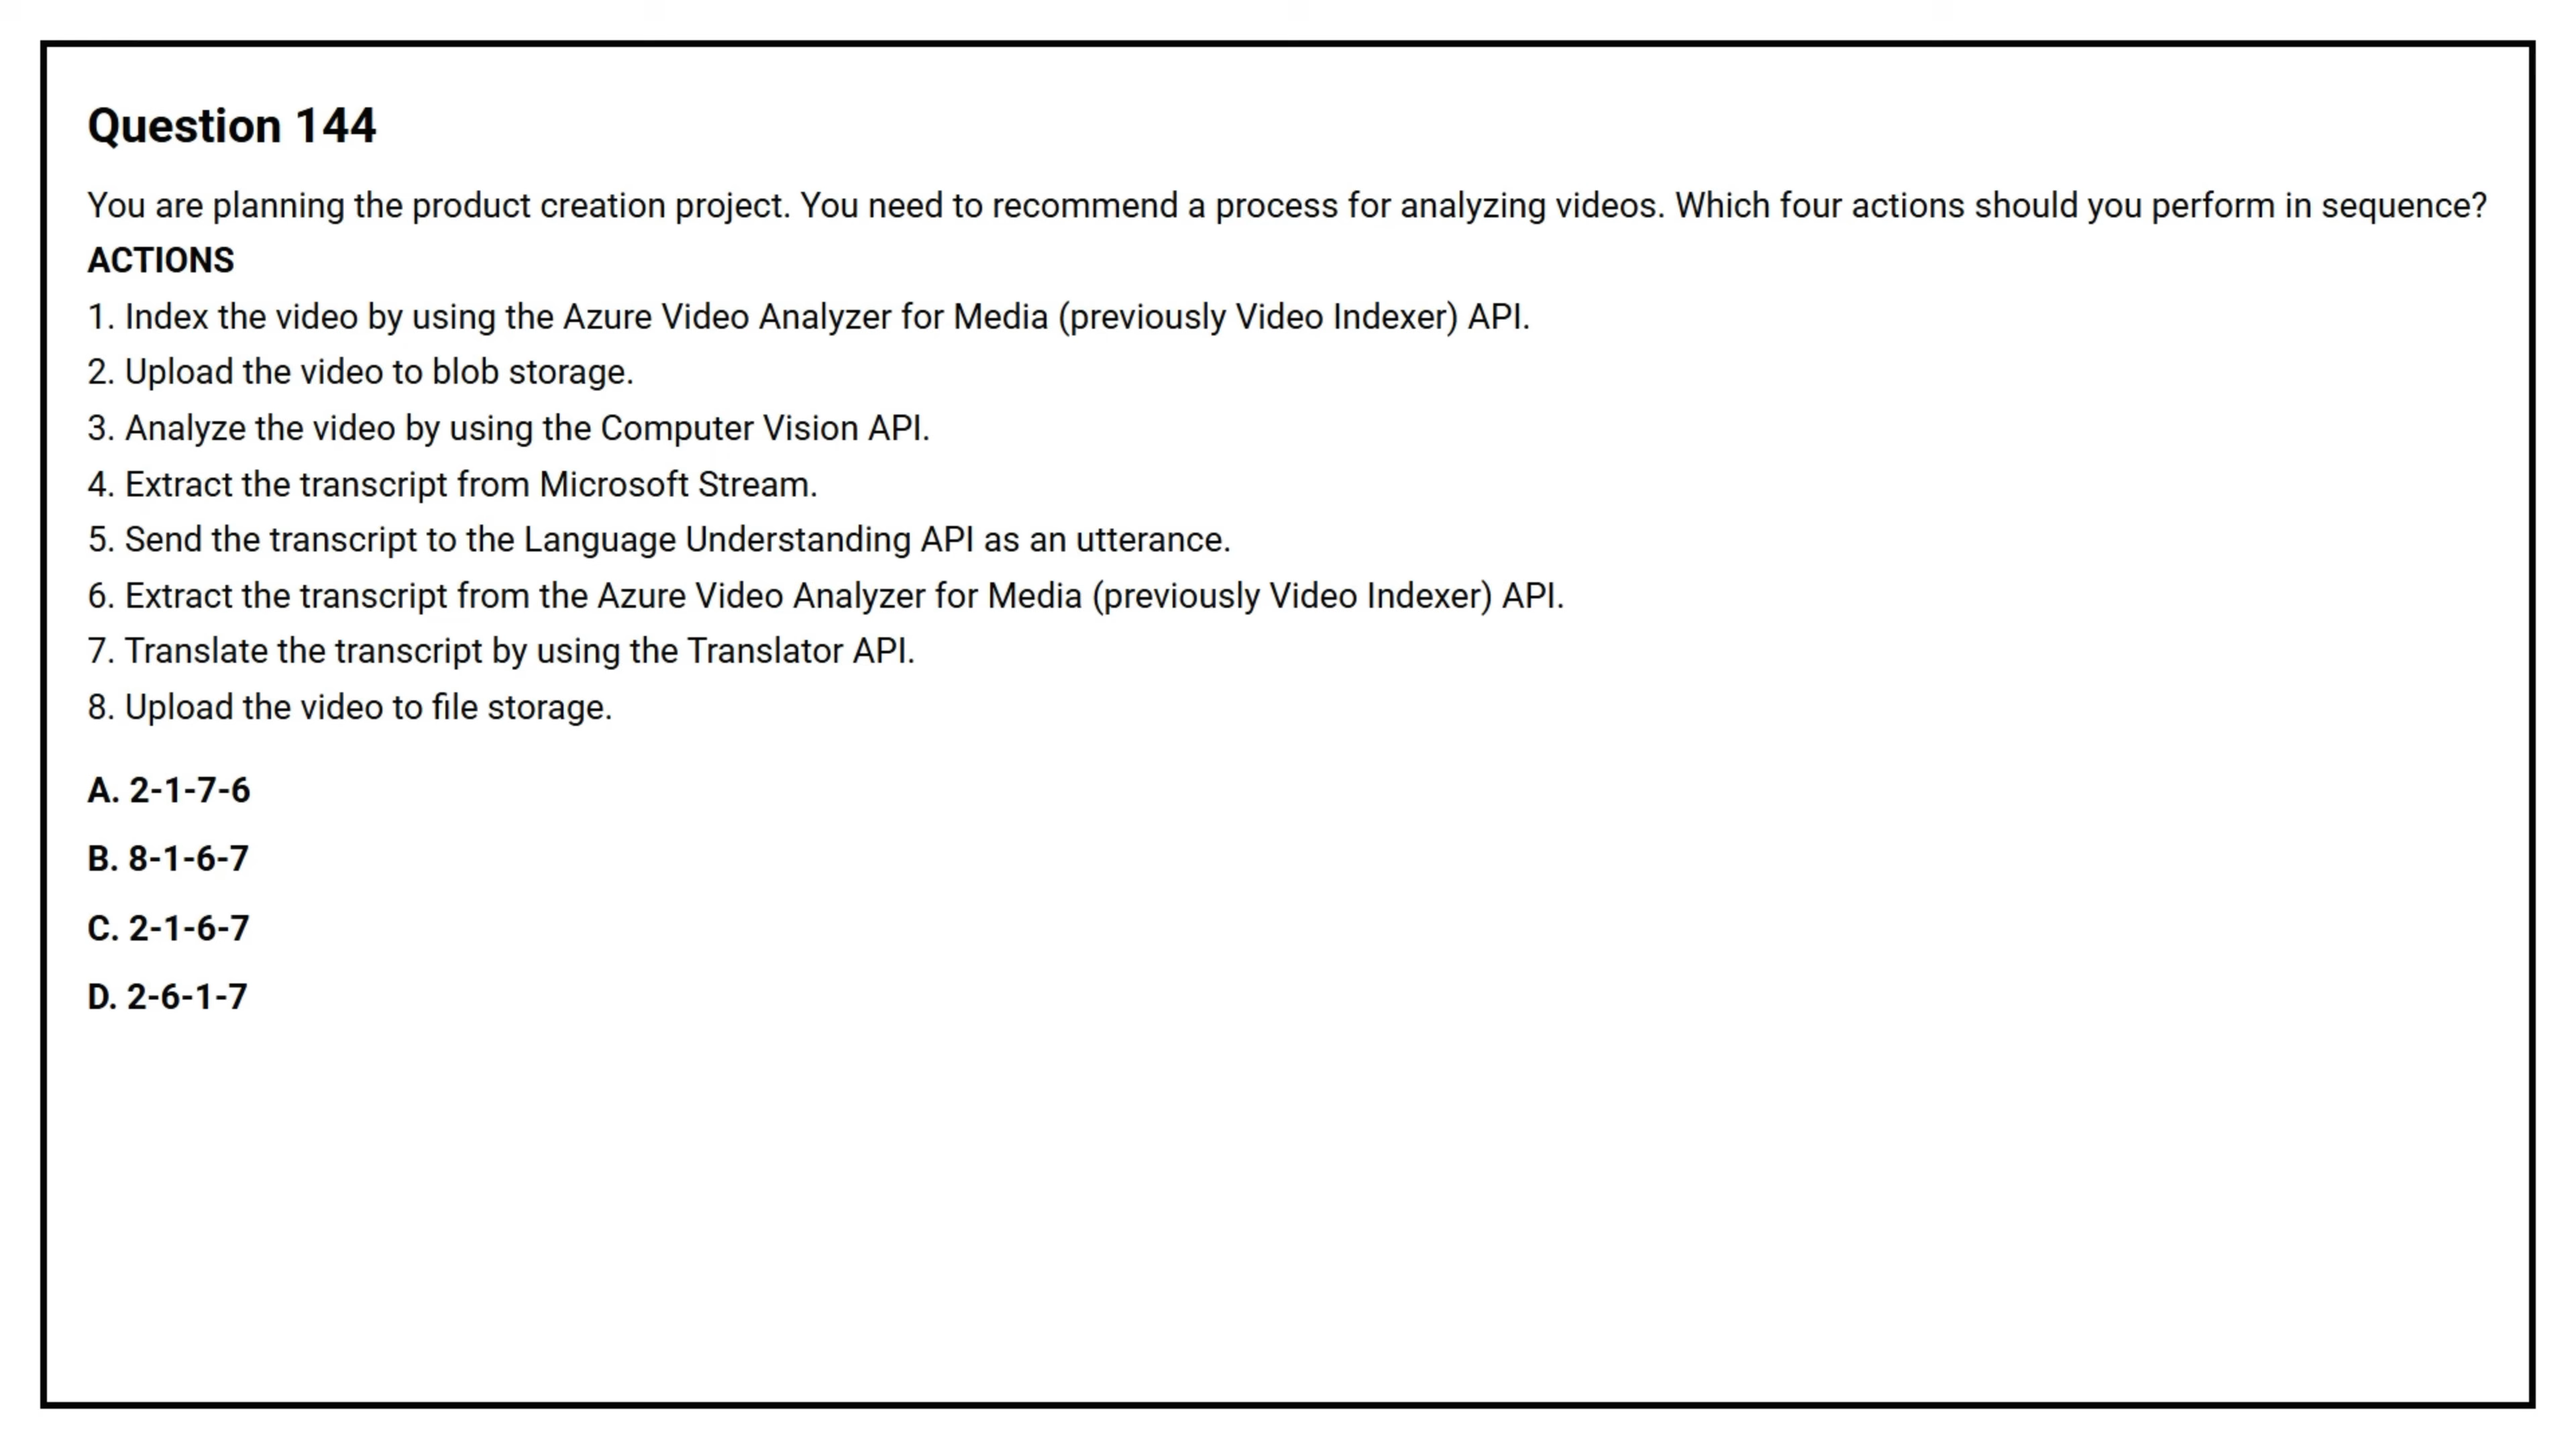 Question 144
You are planning the product creation project. You need to recommend a process for analyzing videos. Which four actions should you perform in sequence?
ACTIONS
1. Index the video by using the Azure Video Analyzer for Media (previously Video Indexer) API.
2. Upload the video to blob storage.
3. Analyze the video by using the Computer Vision API.
4. Extract the transcript from Microsoft Stream.
5. Send the transcript to the Language Understanding API as an utterance.
6. Extract the transcript from the Azure Video Analyzer for Media (previously Video Indexer) API.
7. Translate the transcript by using the Translator API.
8. Upload the video to file storage.
A. 2-1-7-6
B. 8-1-6-7
C. 2-1-6-7
D. 2-6-1-7